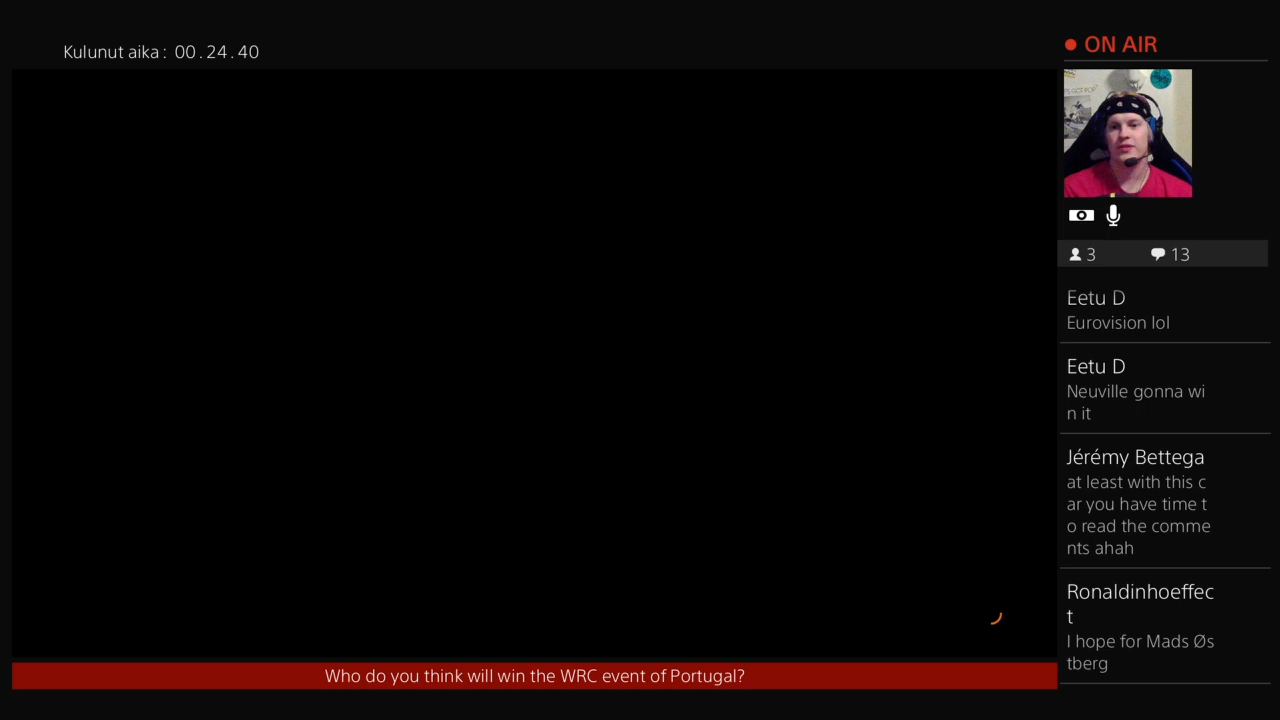 Kulunut aika: 00.24.40
ON AIR
3
13
Eetu D
Eurovision lol
Eetu D
Neuville gonna wi
n it
Jérémy Bettega
at least with this c
ar you have time t
o read the comme
nts ahah
Ronaldinhoeffec
t
I hope for Mads Øs
tberg
Who do you think will win the WRC event of Portugal?